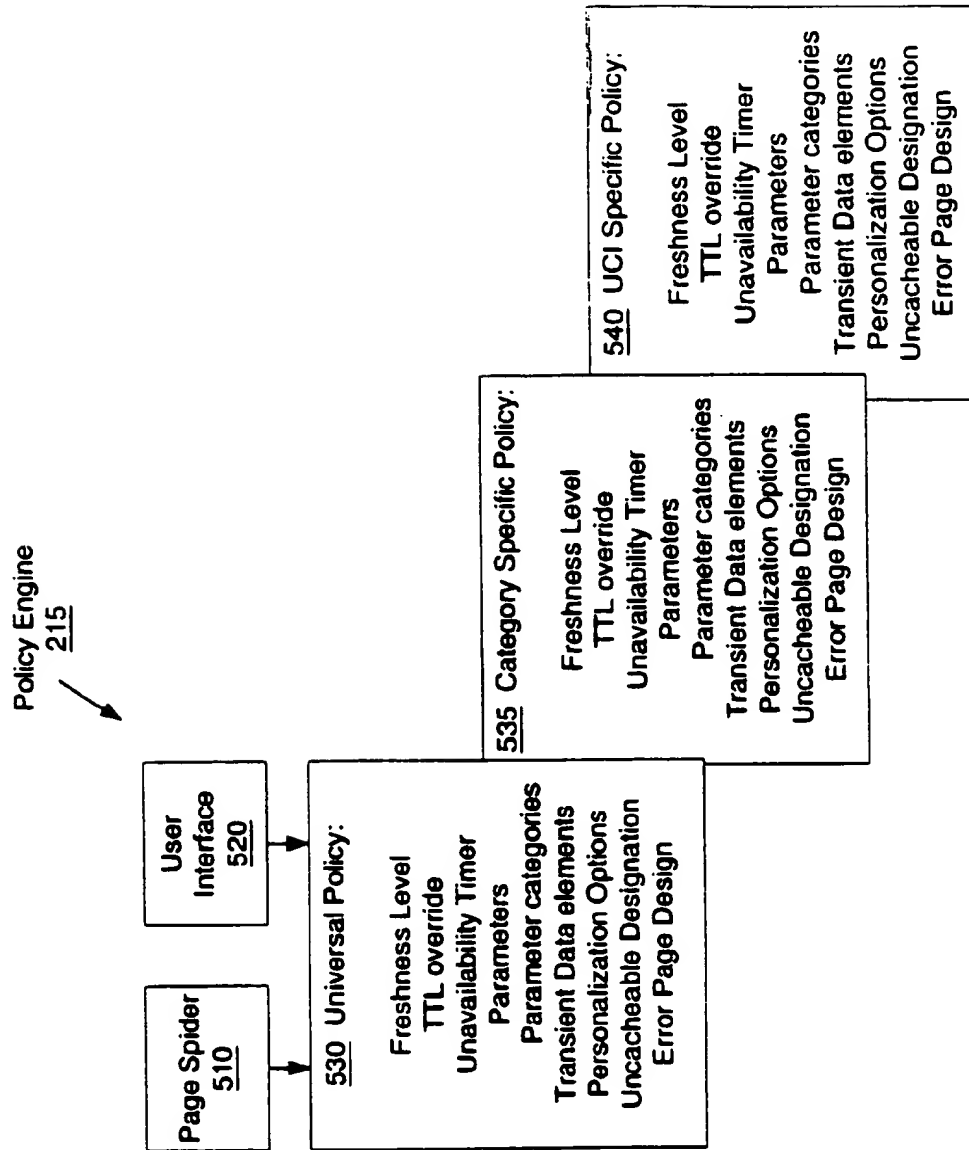 Policy Engine
215
Page Spider
510
User
Interface
520
530 Universal Policy:
Freshness Level
TTL override
Unavailability Timer
Parameters
Parameter categories
Transient Data elements
Personalization Options
Uncacheable Designation
Error Page Design
535 Category Specific Policy:
Freshness Level
TTL override
Unavailability Timer
Parameters
Parameter categories
Transient Data elements
Personalization Options
Uncacheable Designation
Error Page Design
540 UCI Specific Policy:
Freshness Level
TTL override
Unavailability Timer
Parameters
Parameter categories
Transient Data elements
Personalization Options
Uncacheable Designation
Error Page Design